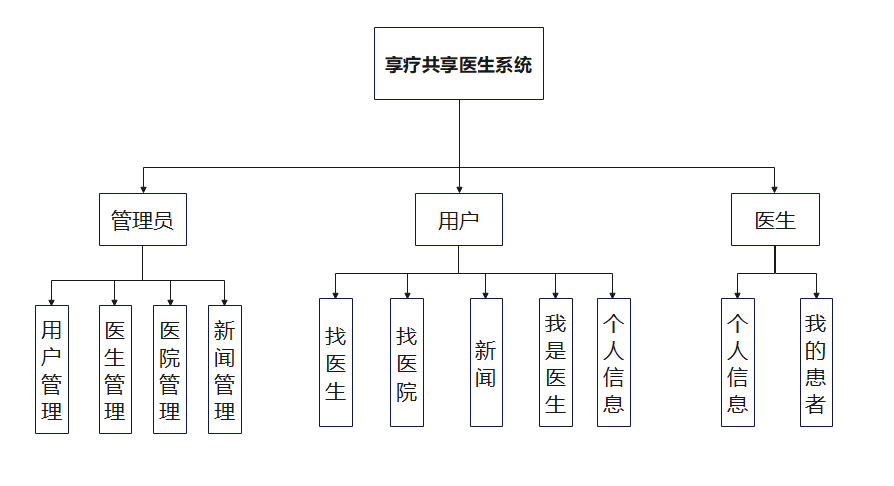 享疗共享医生系统
管理员
用户
医生
用户管理
医生管理
医院管理
新闻管理
找医生
找医院
新闻
我是医生
个人信息
个人信息
我的患者